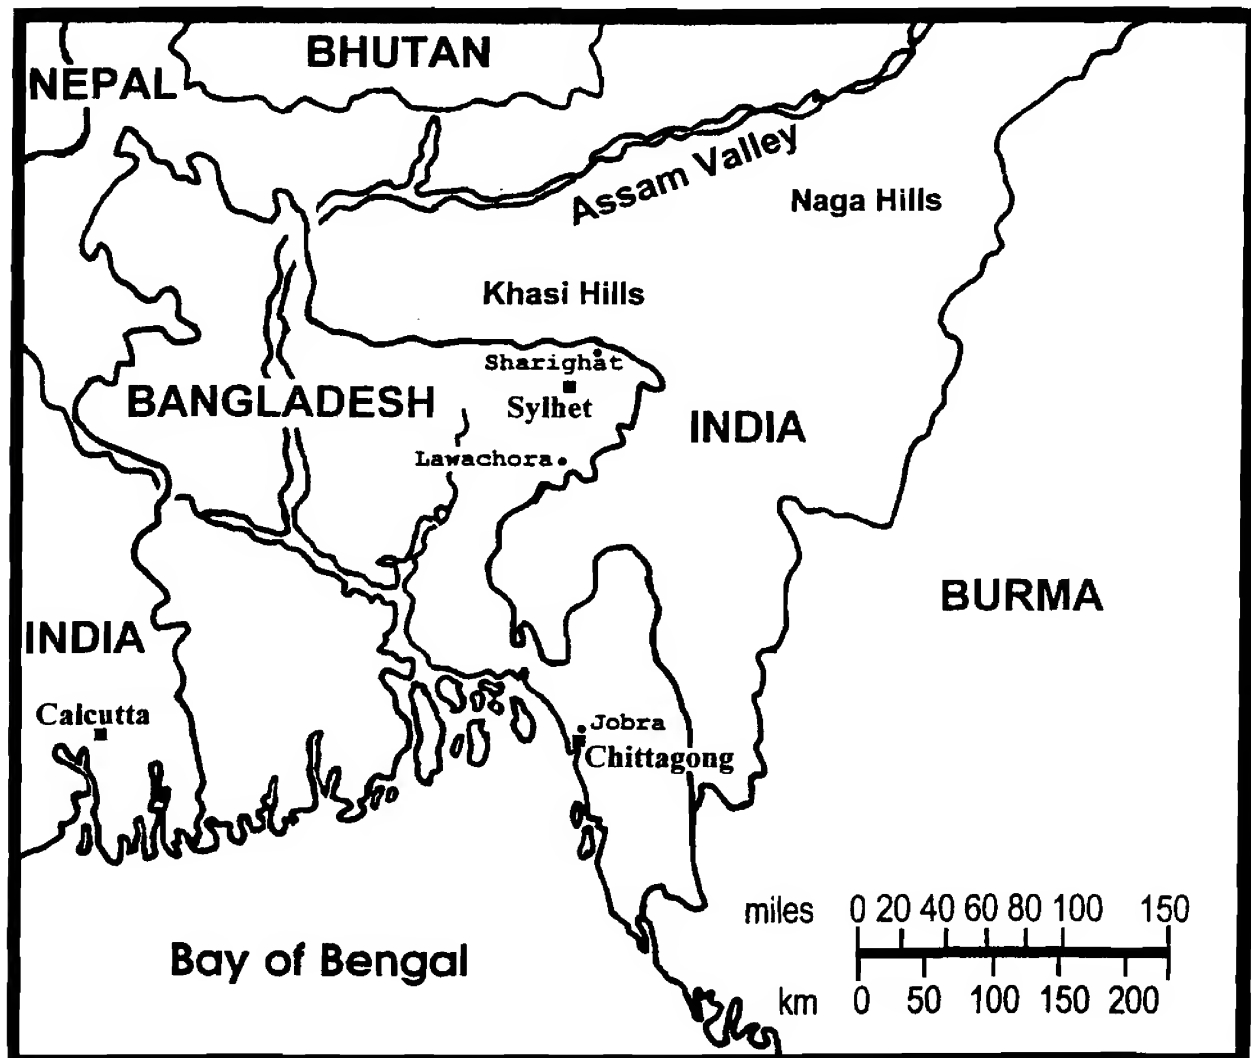 BHUTAN
NEPAL
Assam Valley
Naga Hills
Khasi Hills
Sharighat
BANGLADESH
Sylhet
INDIA
Lawachora
BURMA
INDIA
Calcutta
Jobra
Chittagong
miles 0 20 40 60 80 100 150
Bay of Bengal
km 0 50 100 150 200